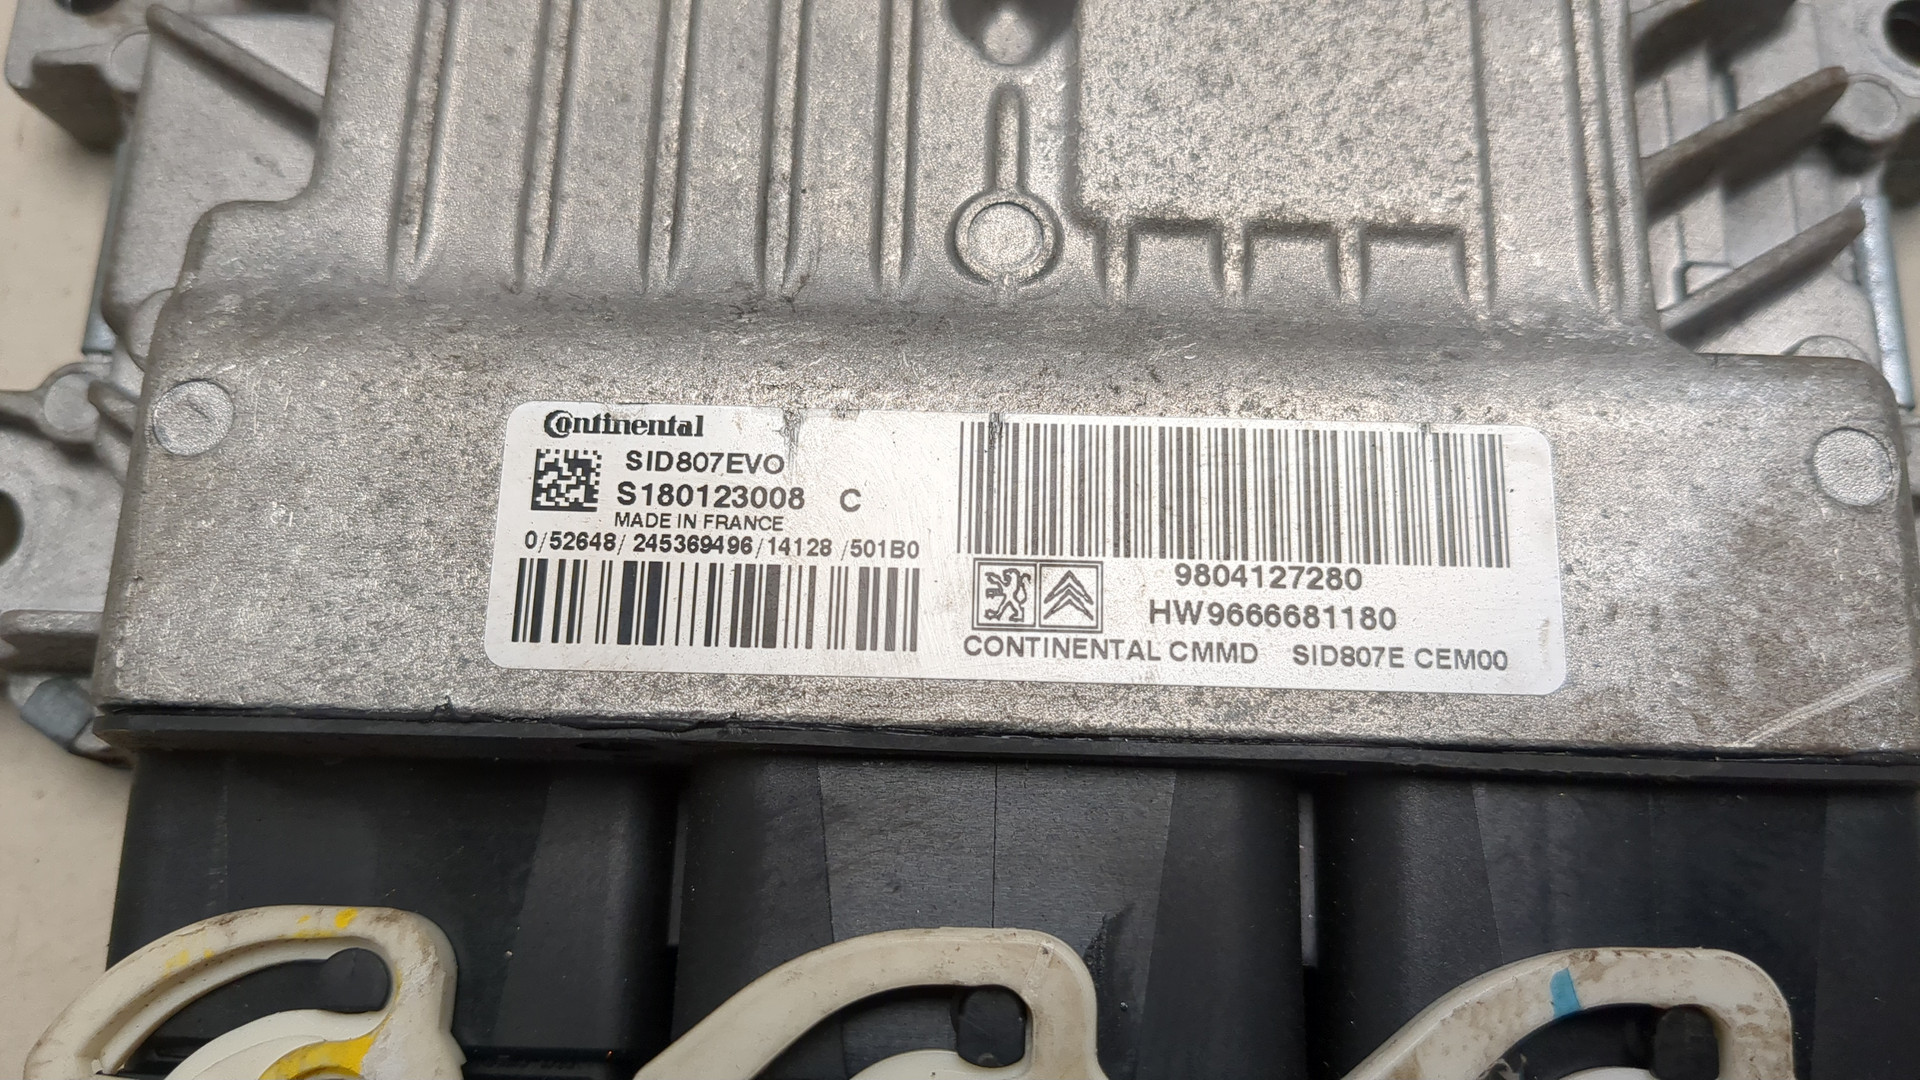 Continental
SID807EVO
S180123008 C
MADE IN FRANCE
0/52648/245369496/14128/501B0
9804127280
HW9666681180
CONTINENTAL CMMD SID807E CEM00